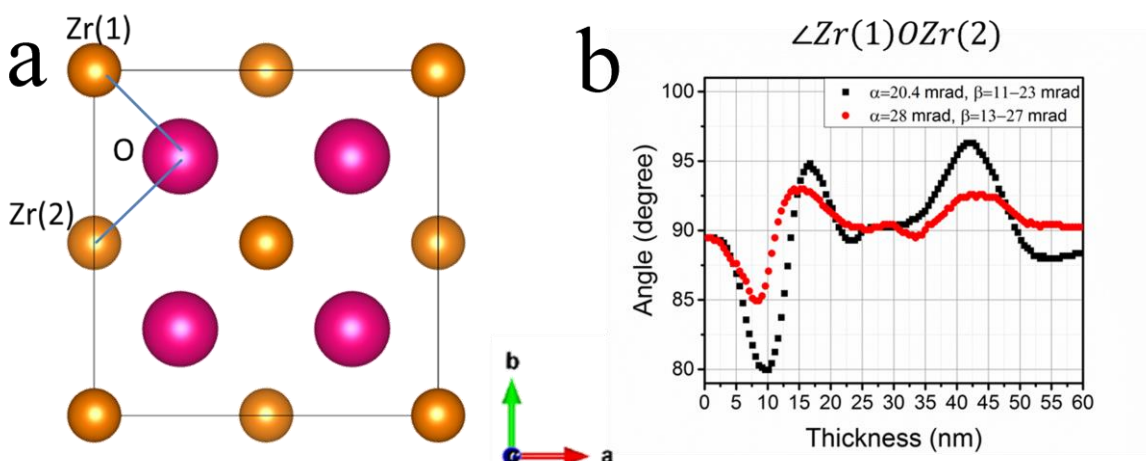 a
Zr(1)
O
Zr(2)
b
a
c
b
∠Zr(1)OZr(2)
α=20.4 mrad, β=11–23 mrad
α=28 mrad, β=13–27 mrad
Angle (degree)
100
95
90
85
80
0 5 10 15 20 25 30 35 40 45 50 55 60
Thickness (nm)